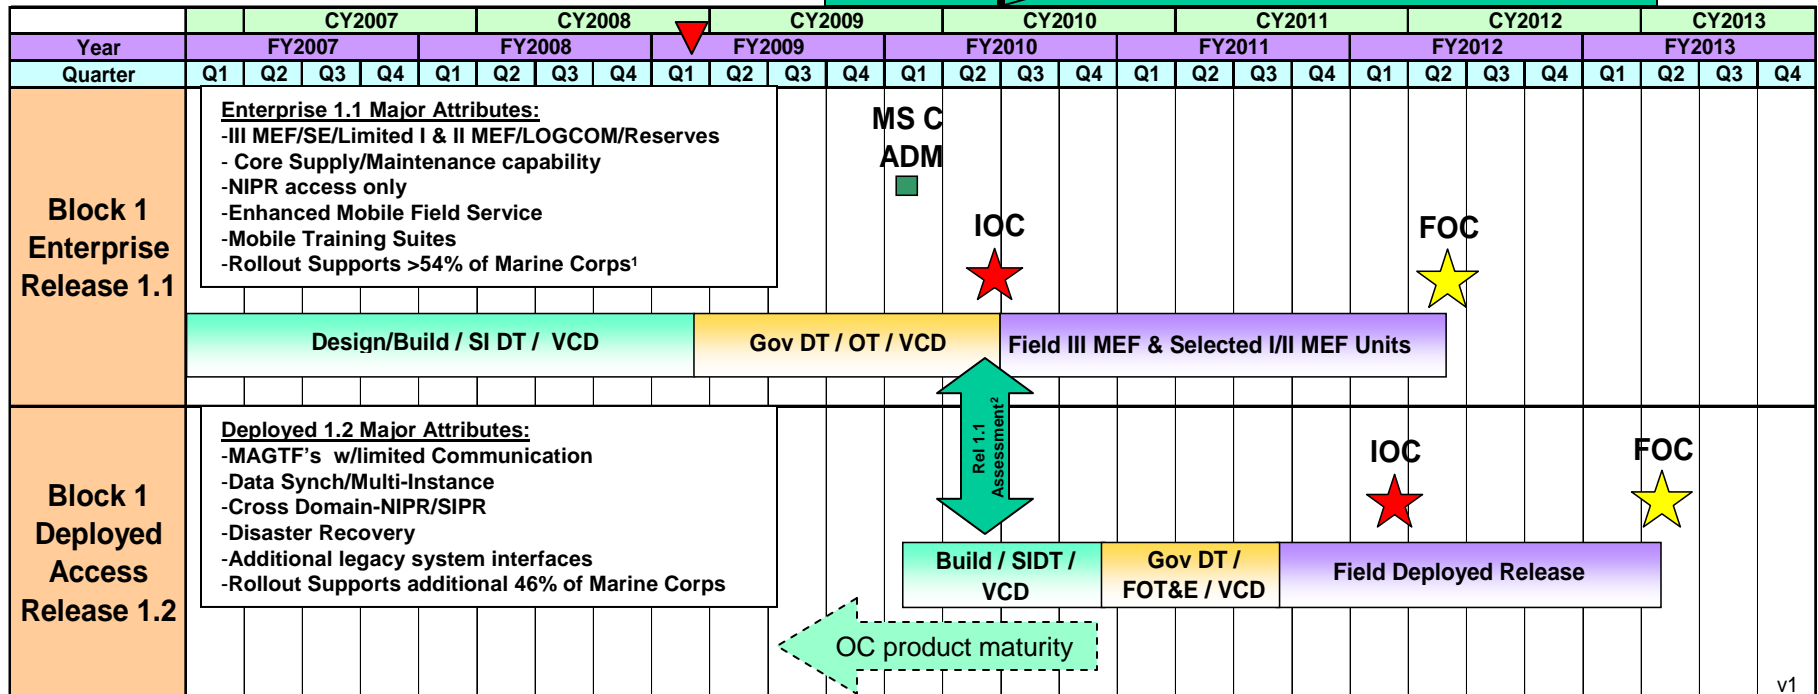 CY2007 CY2008 CY2009 CY2010 CY2011 CY2012 CY2013
Year FY2007 FY2008 FY2009 FY2010 FY2011 FY2012 FY2013
Quarter Q1 Q2 Q3 Q4 Q1 Q2 Q3 Q4 Q1 Q2 Q3 Q4 Q1 Q2 Q3 Q4 Q1 Q2 Q3 Q4 Q1 Q2 Q3 Q4 Q1 Q2 Q3 Q4
Block 1
Enterprise
Release 1.1
Enterprise 1.1 Major Attributes:
-III MEF/SE/Limited I & II MEF/LOGCOM/Reserves
- Core Supply/Maintenance capability
-NIPR access only
-Enhanced Mobile Field Service
-Mobile Training Suites
-Rollout Supports >54% of Marine Corps¹
MS C
ADM
IOC
FOC
Design/Build / SI DT / VCD
Gov DT / OT / VCD
Field III MEF & Selected I/II MEF Units
Rel 1.1
Assessment²
Block 1
Deployed
Access
Release 1.2
Deployed 1.2 Major Attributes:
-MAGTF's w/limited Communication
-Data Synch/Multi-Instance
-Cross Domain-NIPR/SIPR
-Disaster Recovery
-Additional legacy system interfaces
-Rollout Supports additional 46% of Marine Corps
IOC
FOC
Build / SIDT /
VCD
Gov DT /
FOT&E / VCD
Field Deployed Release
OC product maturity
v1